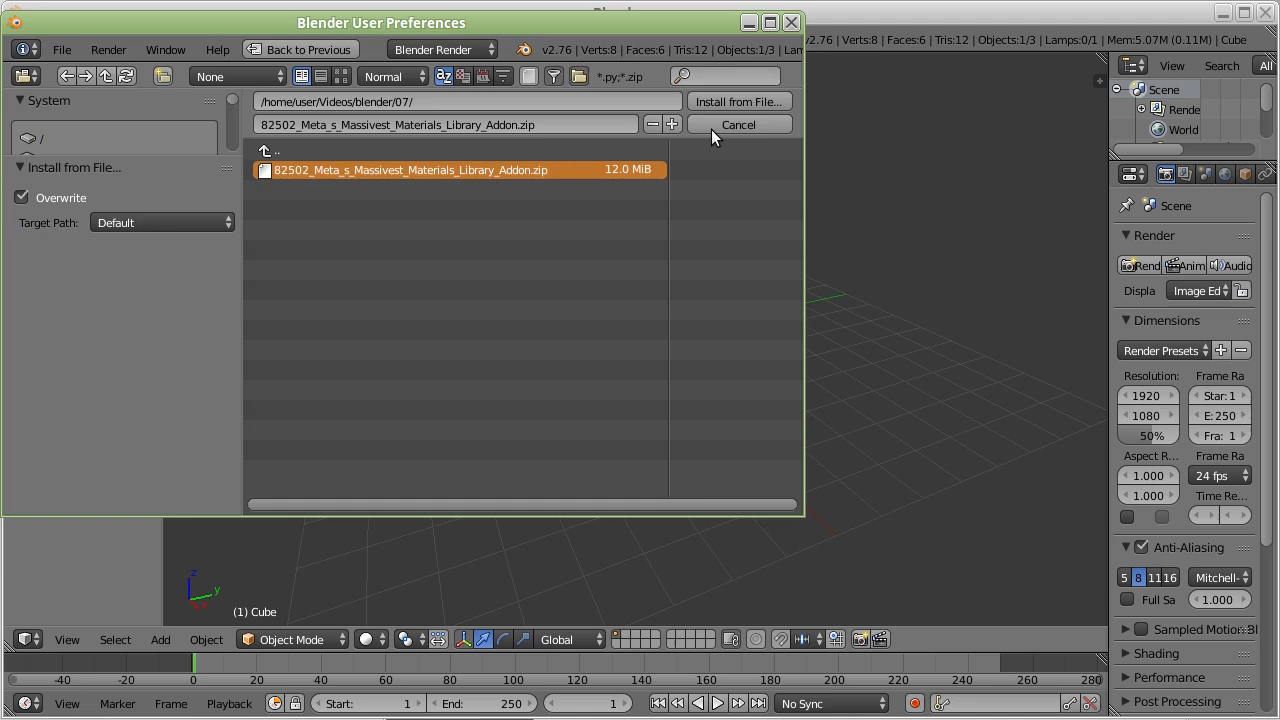 Blender User Preferences
File Render Window Help Back to Previous Blender Render v2.76 | Verts:8 | Faces:6 | Tris:12 | Objects:1/3 | Lam
v2.76 | Verts:8 | Faces:6 | Tris:12 | Objects:1/3 | Lamps:0/1 | Mem:5.07M (0.11M) | Cube
None Normal *.py;*.zip
View Search All
System
/home/user/Videos/blender/07/ Install from File...
82502_Meta_s_Massivest_Materials_Library_Addon.zip Cancel
/
..
Install from File...
82502_Meta_s_Massivest_Materials_Library_Addon.zip 12.0 MiB
Overwrite
Target Path: Default
Scene
Rende
World
Scene
Render
Rend Anim Audio
Displa Image Ed
Dimensions
Render Presets
Resolution: Frame Ra
1920 Star: 1
1080 E: 250
50% Fra: 1
Aspect R... Frame Ra
1.000 24 fps
1.000 Time Re...
Anti-Aliasing
5 8 11 16 Mitchell-
Full Sa 1.000
Sampled Motion Bl
Shading
Performance
Post Processing
z
y
x
(1) Cube
View Select Add Object Object Mode Global
-40 -20 0 20 40 60 80 100 120 140 160 180 200 220 240 260 280
View Marker Frame Playback Start: 1 End: 250 1 No Sync